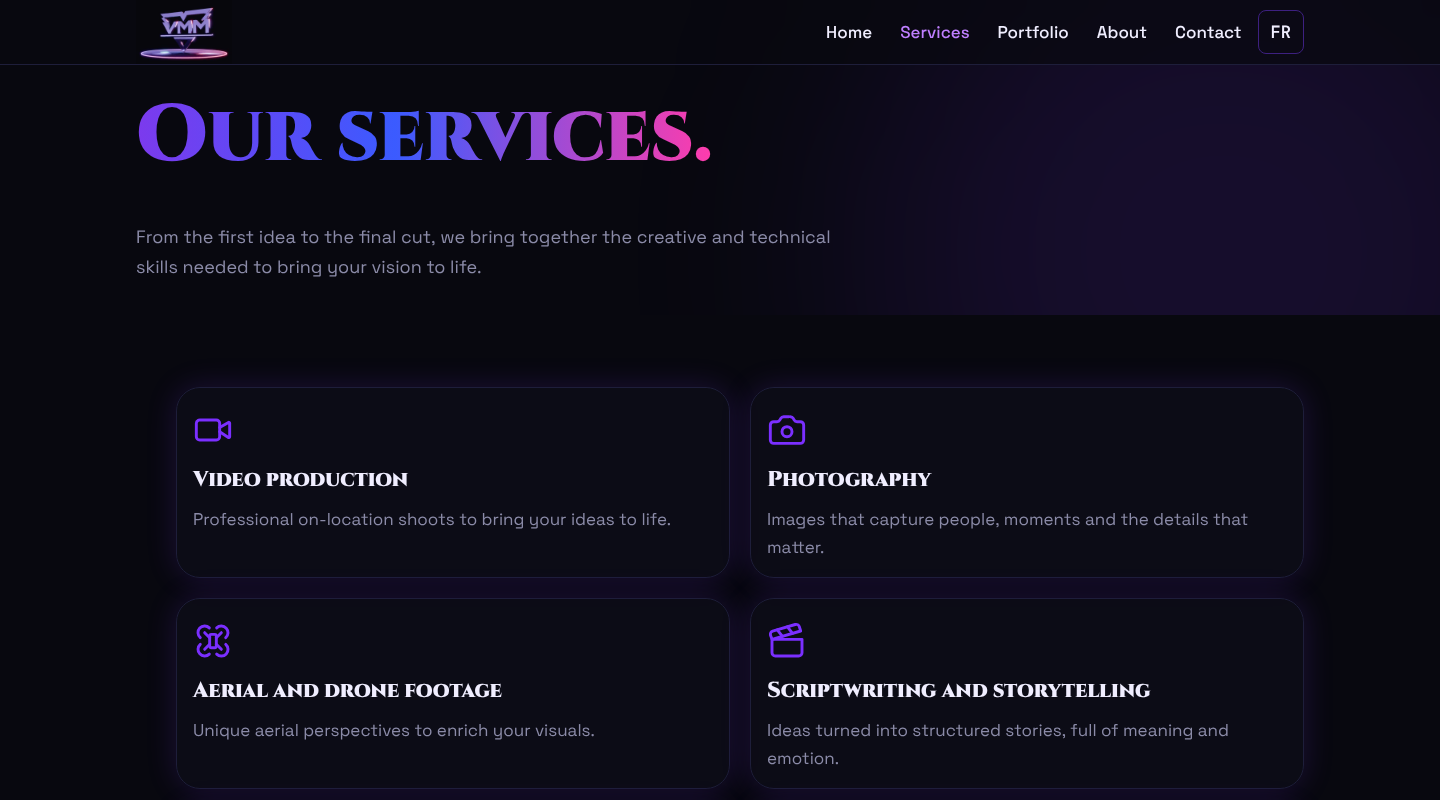 VMM
Home
Services
Portfolio
About
Contact
FR
Our services.
From the first idea to the final cut, we bring together the creative and technical
skills needed to bring your vision to life.
Video production
Professional on-location shoots to bring your ideas to life.
Photography
Images that capture people, moments and the details that
matter.
Aerial and drone footage
Unique aerial perspectives to enrich your visuals.
Scriptwriting and storytelling
Ideas turned into structured stories, full of meaning and
emotion.